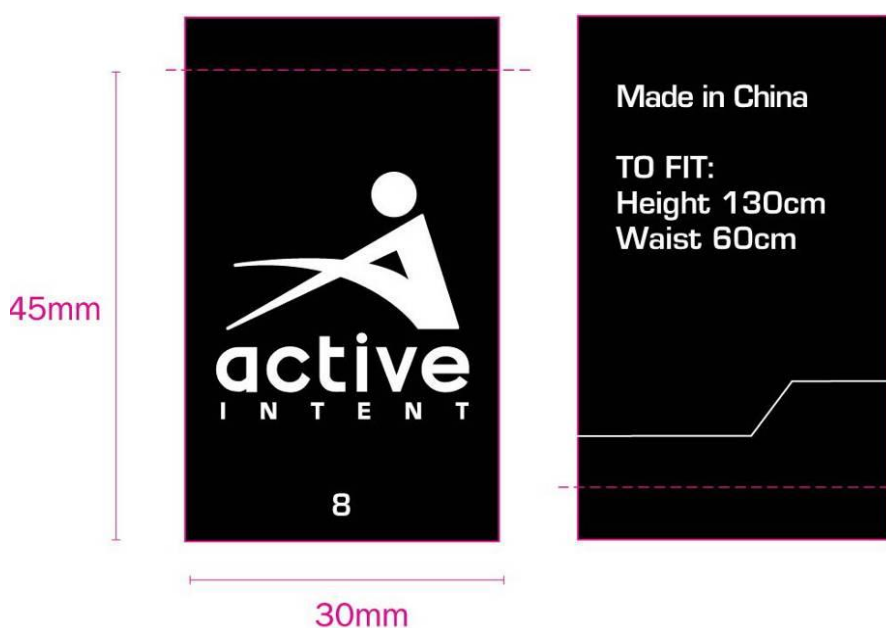 45mm
active
INTENT
8
30mm
Made in China
TO FIT:
Height 130cm
Waist 60cm